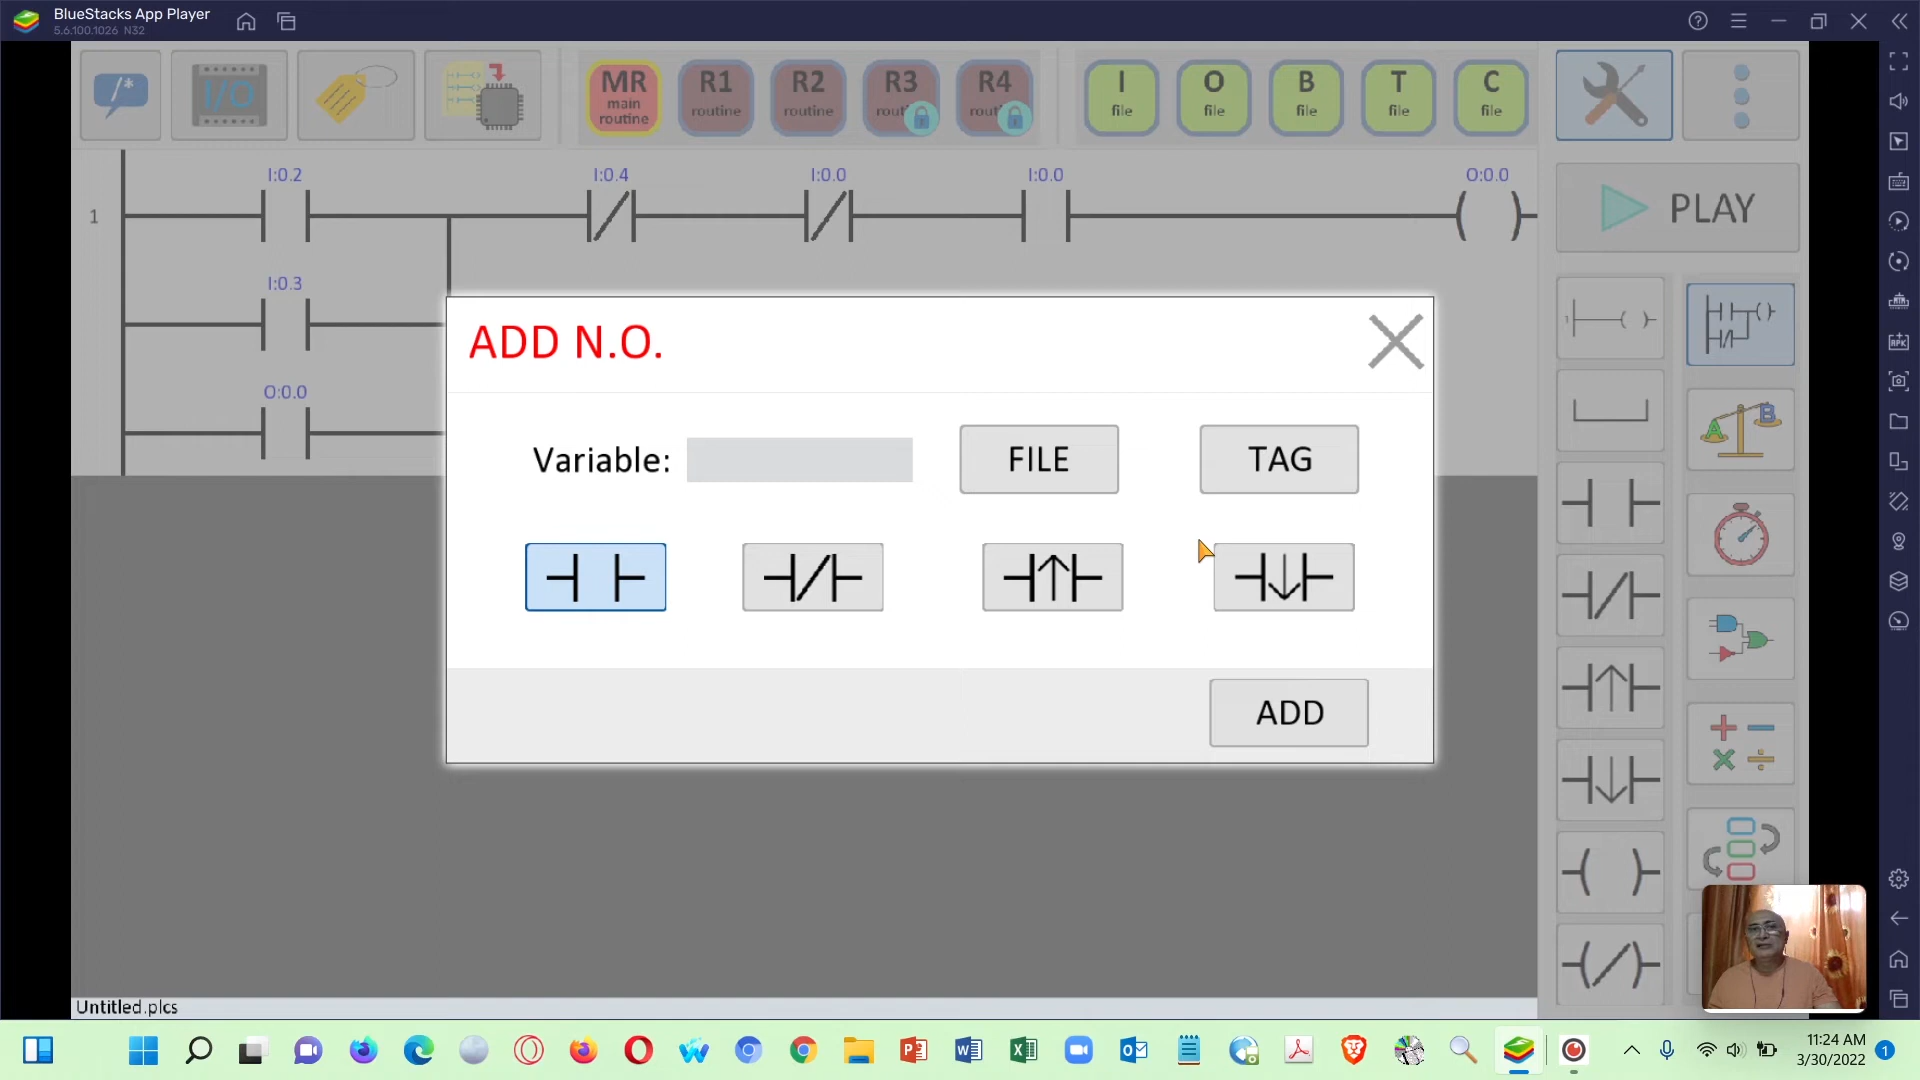 BlueStacks App Player
5.6.100.1026 N32
/*
I/O
MR
main
routine
R1
routine
R2
routine
R3
R4
I
file
O
file
B
file
T
file
C
file
PLAY
I:0.2
I:0.4
I:0.0
I:0.0
O:0.0
1
I:0.3
O:0.0
ADD N.O.
Variable:
FILE
TAG
ADD
A
B
Untitled.plcs
11:24 AM
3/30/2022
1